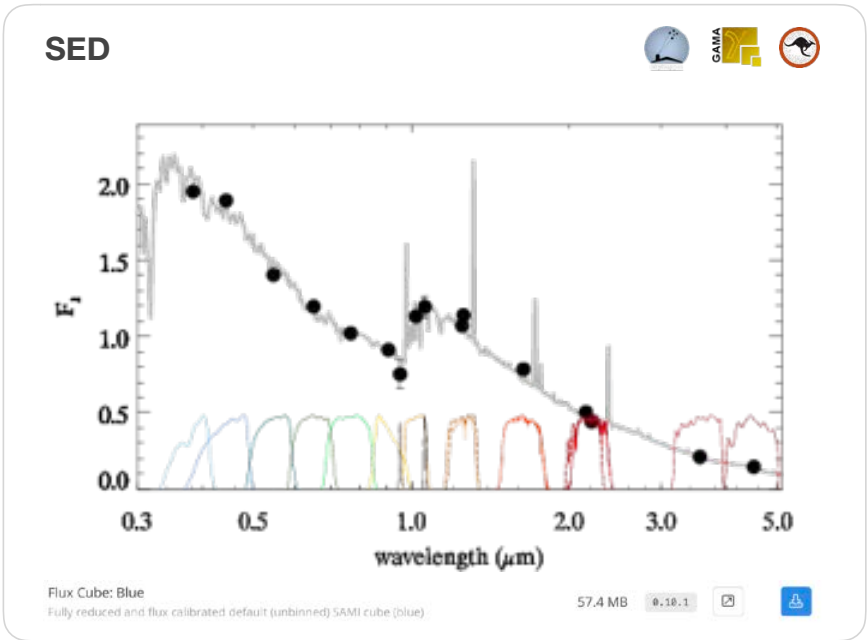 SED
GAMA
2.0
1.5
1.0
0.5
0.0
F
0.3 0.5 1.0 2.0 3.0 5.0
wavelength (μm)
Flux Cube: Blue
57.4 MB 0.10.1
Fully reduced and flux calibrated default (unbinned) SAMI cube (blue)